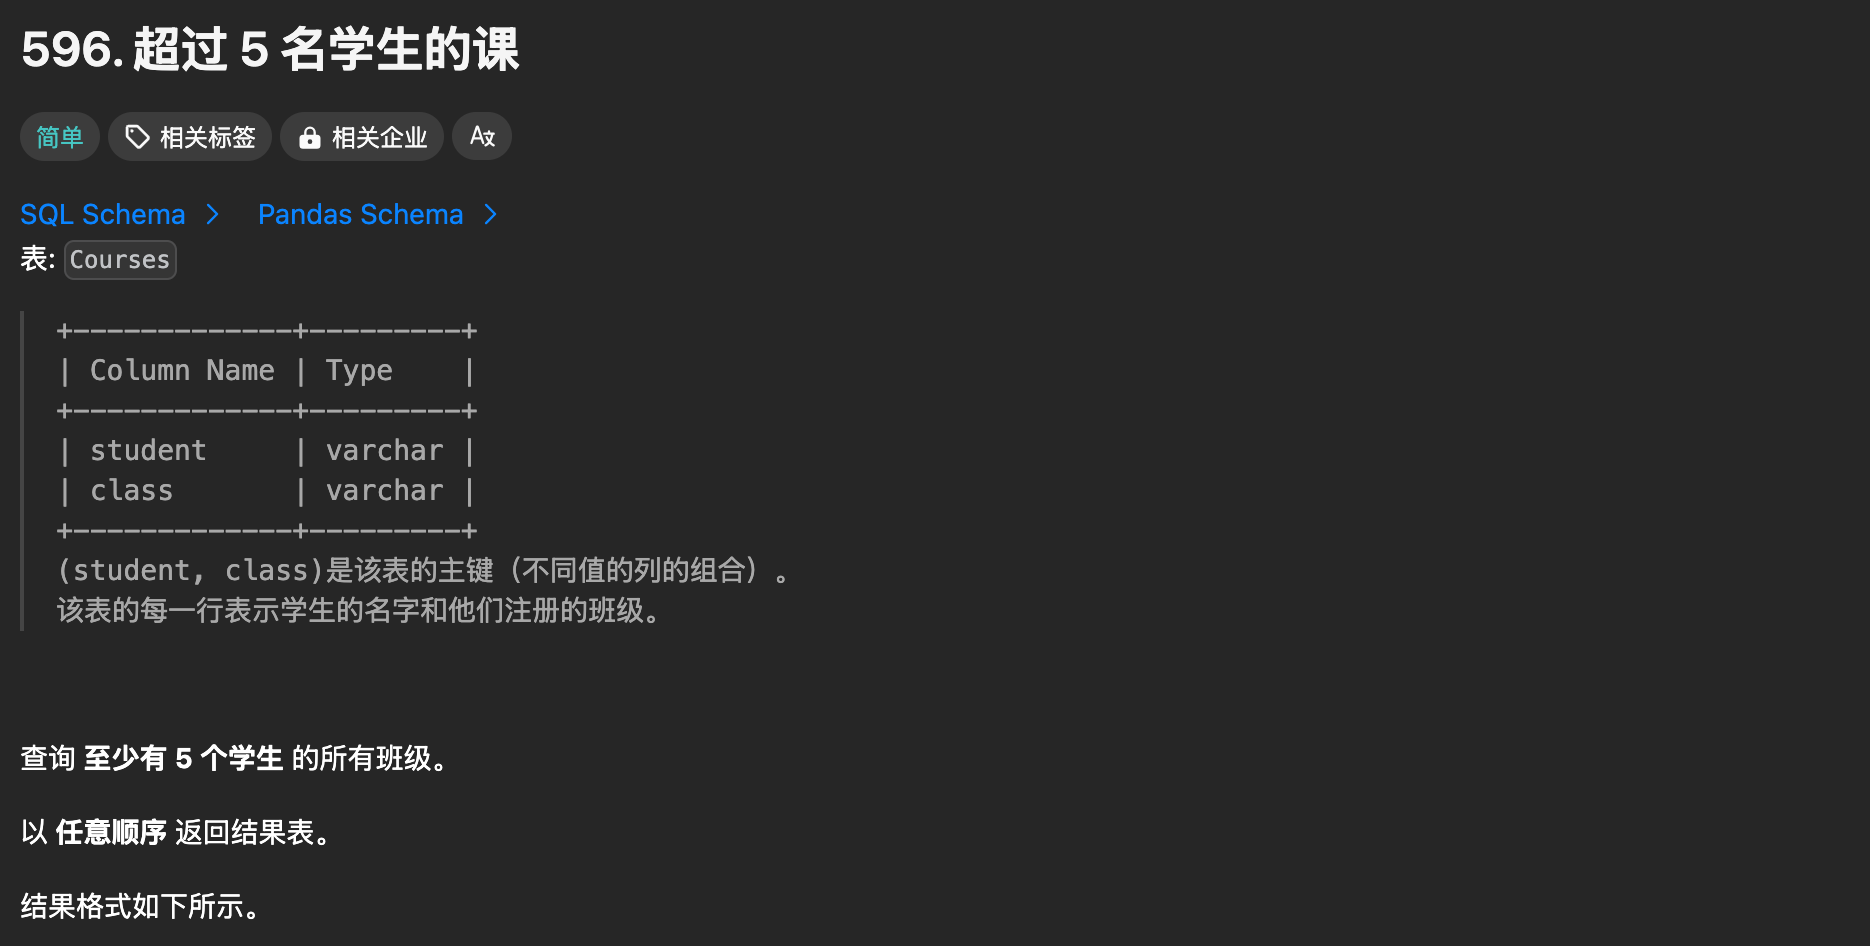 596. 超过 5 名学生的课
简单 相关标签 相关企业
SQL Schema > Pandas Schema >
表: Courses
+-------------+---------+
| Column Name | Type    |
+-------------+---------+
| student     | varchar |
| class       | varchar |
+-------------+---------+
(student, class)是该表的主键（不同值的列的组合）。
该表的每一行表示学生的名字和他们注册的班级。
查询 至少有 5 个学生 的所有班级。
以 任意顺序 返回结果表。
结果格式如下所示。